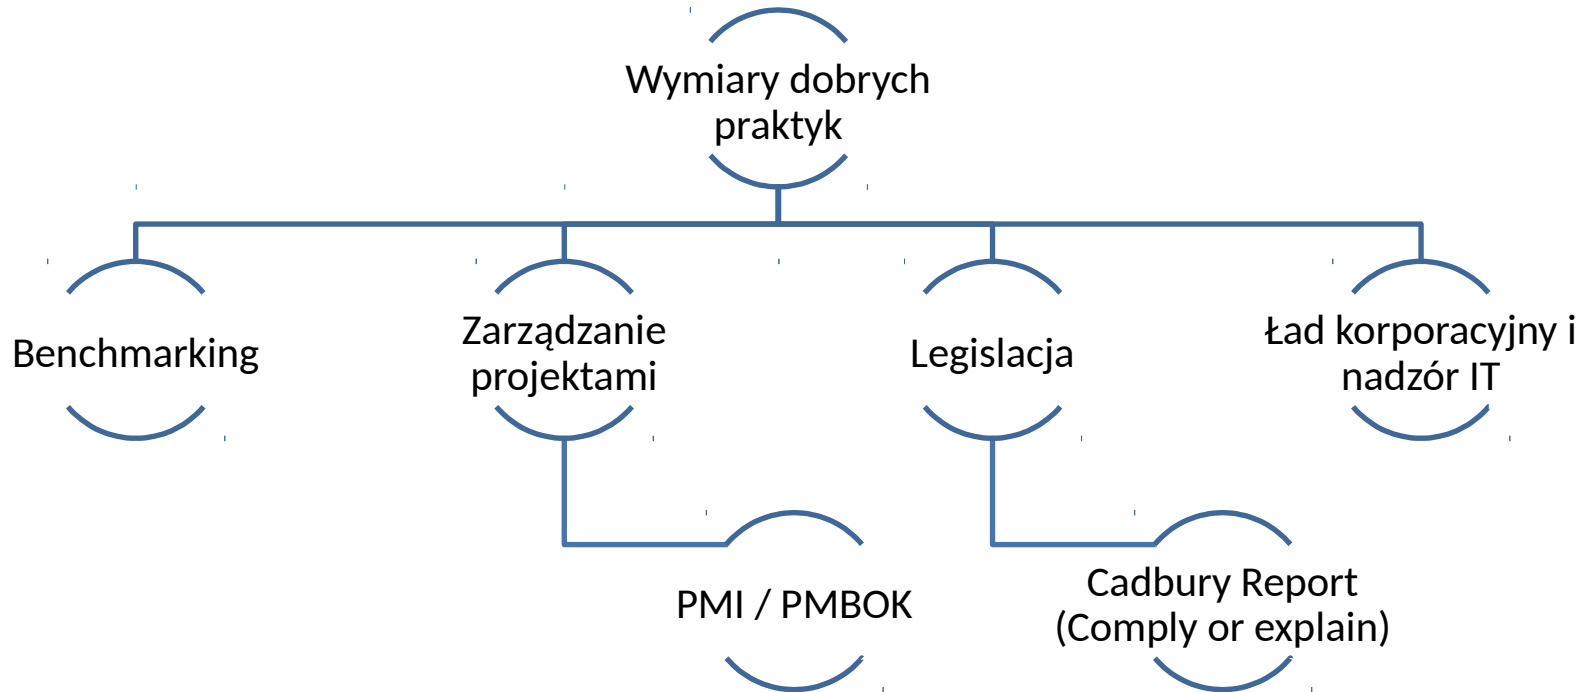 Wymiary dobrych
praktyk
Benchmarking
Zarządzanie
projektami
Legislacja
Ład korporacyjny i
nadzór IT
PMI / PMBOK
Cadbury Report
(Comply or explain)